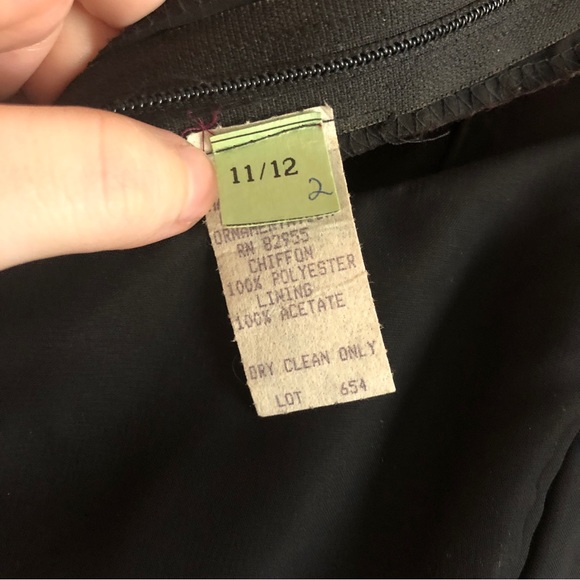 11/12
2
ORNAMENTATION
RN 82955
CHIFFON
100% POLYESTER
LINING
100% ACETATE
DRY CLEAN ONLY
LOT 654